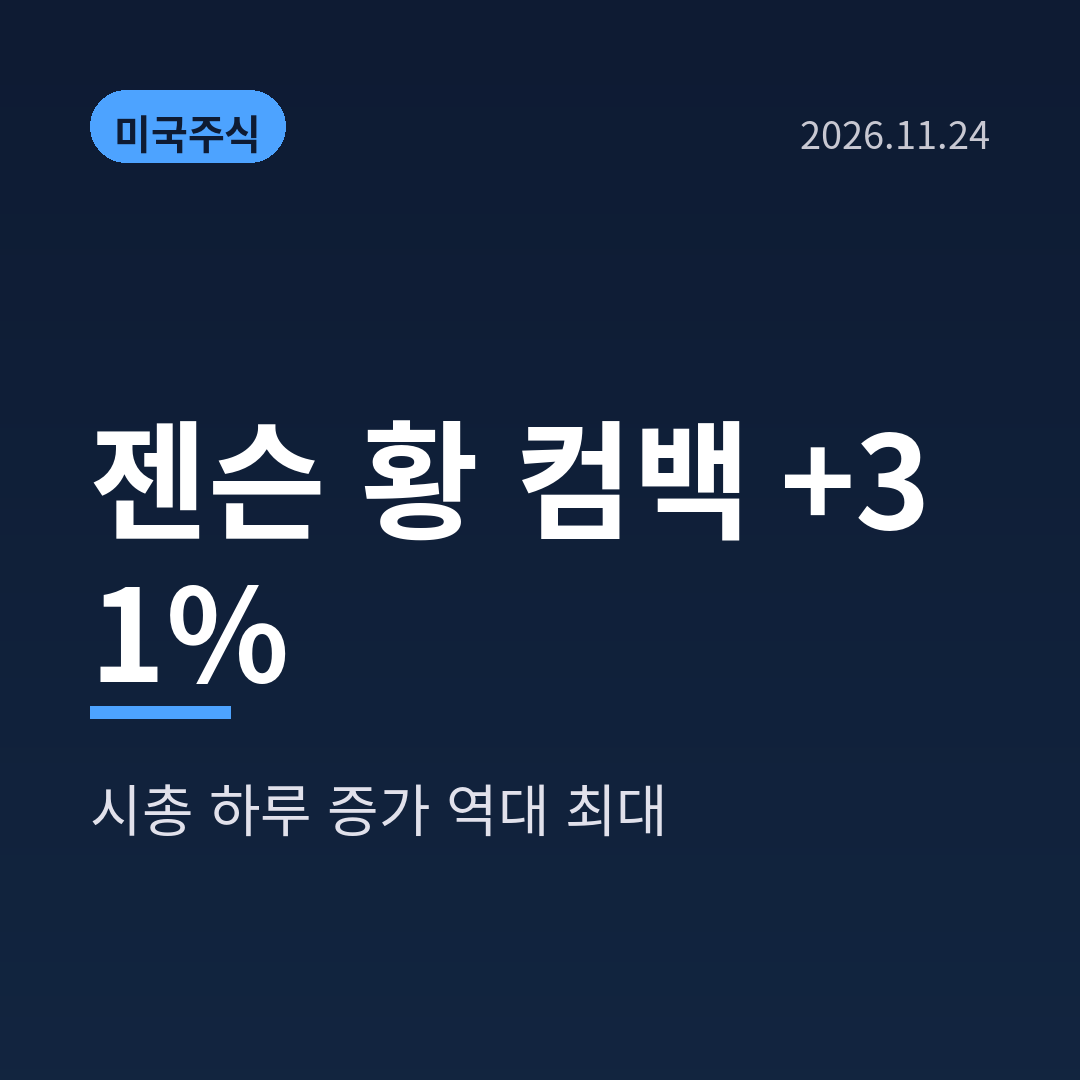 미국주식
2026.11.24
젠슨 황 컴백 +3
1%
시총 하루 증가 역대 최대